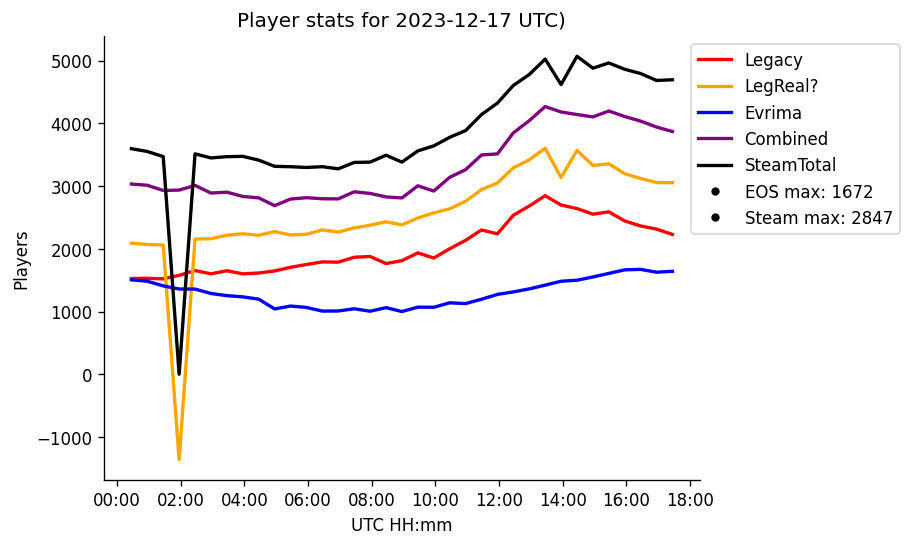 Player stats for 2023-12-17 UTC)
Players
5000
4000
3000
2000
1000
0
−1000
00:00 02:00 04:00 06:00 08:00 10:00 12:00 14:00 16:00 18:00
UTC HH:mm
Legacy
LegReal?
Evrima
Combined
SteamTotal
EOS max: 1672
Steam max: 2847